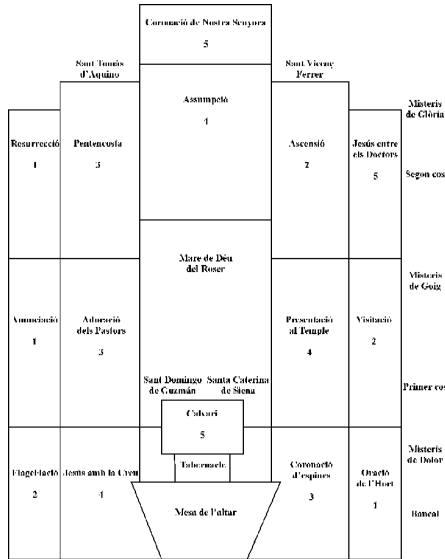 Coronació de Nostra Senyora
5
Sant Tomàs
d'Aquino
Sant Vicenç
Ferrer
Assumpció
4
Misteris
de Glòria
Resurrecció
1
Pentencosta
3
Ascensió
2
Jesús entre
els Doctors
5
Segon cos
Mare de Déu
del Roser
Misteris
de Goig
Anunciació
1
Adoració
dels Pastors
3
Presentació
al Temple
4
Visitació
2
Sant Domingo
de Guzmán
Santa Caterina
de Siena
Primer cos
Calvari
5
Misteris
de Dolor
Flagel·lació
2
Jesús amb la Creu
4
Tabernacle
Coronació
d'espines
3
Oració
de l'Hort
1
Mesa de l'altar
Bancal